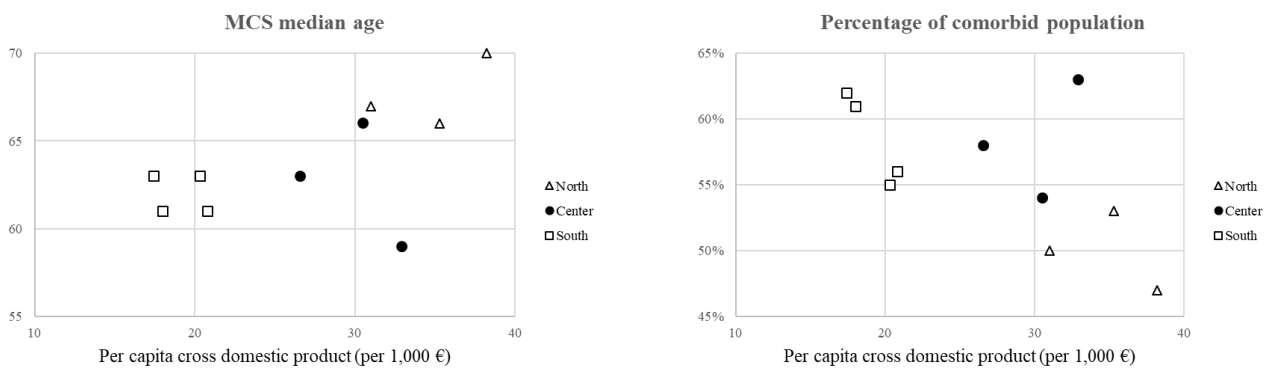 MCS median age
70
65
60
55
10
20
30
40
Per capita cross domestic product (per 1,000 €)
North
Center
South
Percentage of comorbid population
65%
60%
55%
50%
45%
10
20
30
40
Per capita cross domestic product (per 1,000 €)
North
Center
South